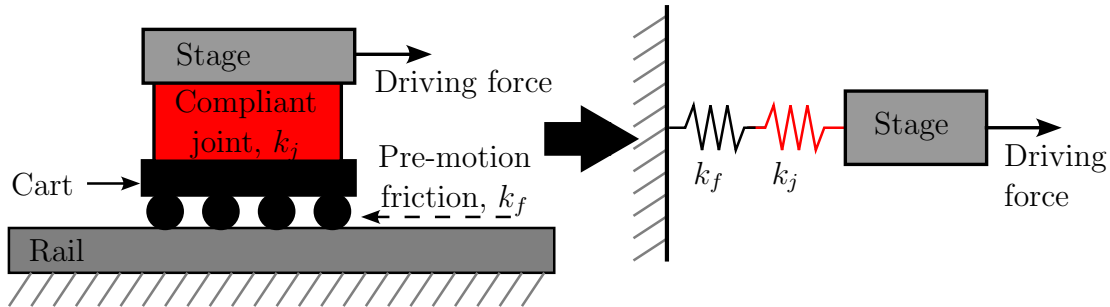 Stage
Driving force
Compliant
joint, k_j
Pre-motion
friction, k_f
Cart
Rail
k_f
k_j
Stage
Driving
force